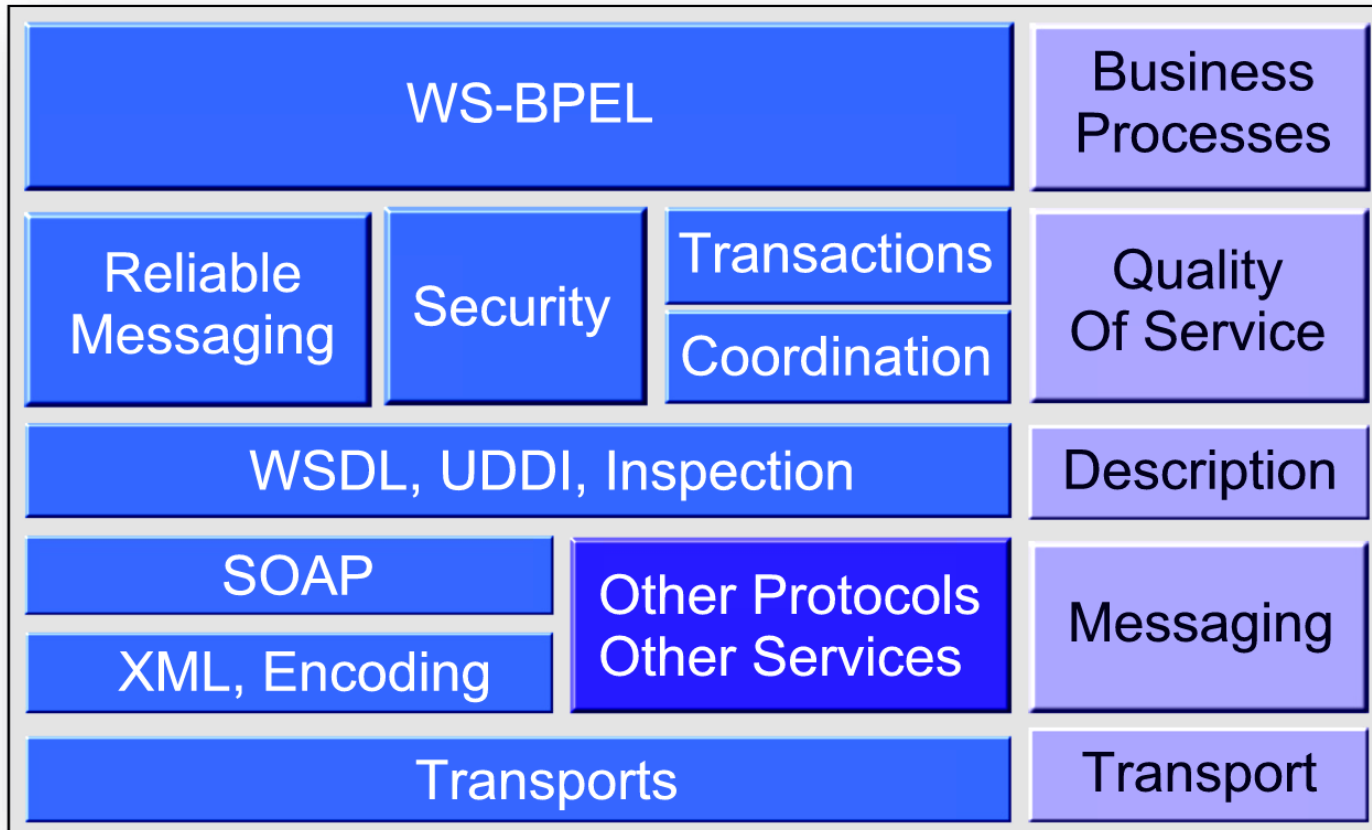 WS-BPEL
Business
Processes
Reliable
Messaging
Security
Transactions
Coordination
Quality
Of Service
WSDL, UDDI, Inspection
Description
SOAP
XML, Encoding
Other Protocols
Other Services
Messaging
Transports
Transport